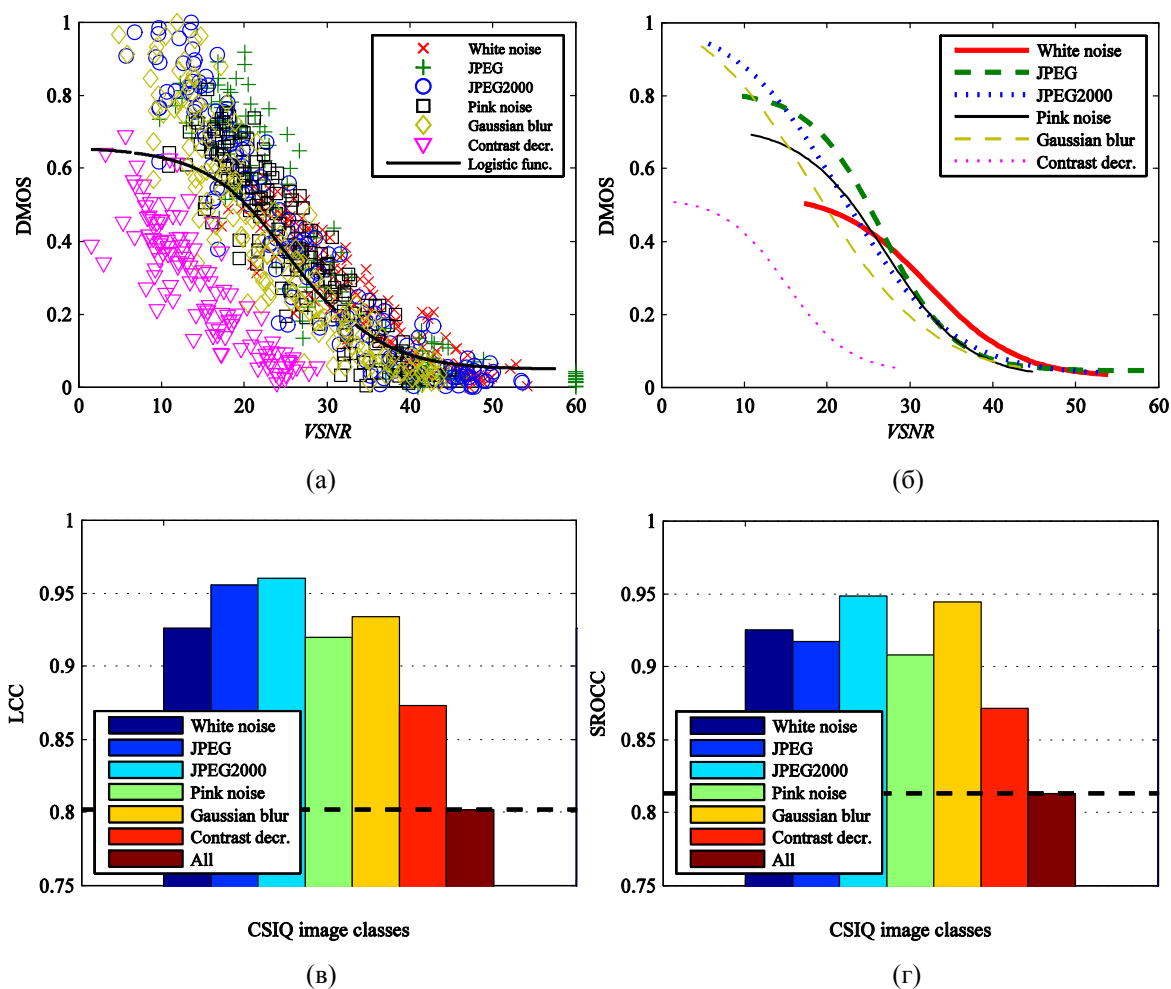 1
0.8
0.6
0.4
0.2
0
DMOS
0 10 20 30 40 50 60
VSNR
White noise
JPEG
JPEG2000
Pink noise
Gaussian blur
Contrast decr.
Logistic func.
(а)
1
0.8
0.6
0.4
0.2
0
DMOS
0 10 20 30 40 50 60
VSNR
White noise
JPEG
JPEG2000
Pink noise
Gaussian blur
Contrast decr.
(б)
1
0.95
0.9
0.85
0.8
0.75
LCC
White noise
JPEG
JPEG2000
Pink noise
Gaussian blur
Contrast decr.
All
CSIQ image classes
(в)
1
0.95
0.9
0.85
0.8
0.75
SROCC
White noise
JPEG
JPEG2000
Pink noise
Gaussian blur
Contrast decr.
All
CSIQ image classes
(г)